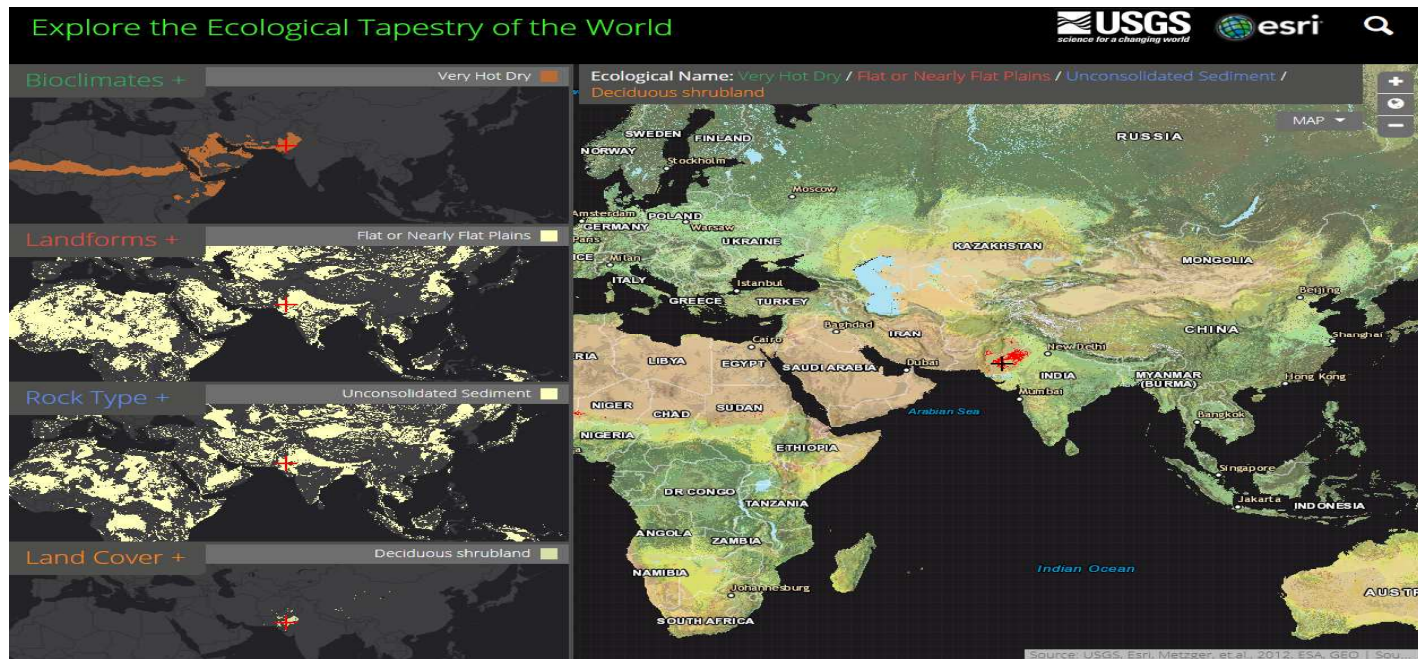 Explore the Ecological Tapestry of the World
USGS
science for a changing world
esri
Bioclimates +
Very Hot Dry
Landforms +
Flat or Nearly Flat Plains
Rock Type +
Unconsolidated Sediment
Land Cover +
Deciduous shrubland
Ecological Name: Very Hot Dry / Flat or Nearly Flat Plains / Unconsolidated Sediment /
Deciduous shrubland
+
MAP
−
SWEDEN
FINLAND
RUSSIA
NORWAY
Stockholm
Moscow
Amsterdam
POLAND
GERMANY
Warsaw
Paris
UKRAINE
KAZAKHSTAN
MONGOLIA
Milan
ITALY
Istanbul
GREECE
TURKEY
Beijing
Baghdad
IRAN
CHINA
Shanghai
Cairo
New Delhi
RIA
LIBYA
EGYPT
SAUDI ARABIA
Dubai
INDIA
MYANMAR
(BURMA)
Hong Kong
Mumbai
NIGER
CHAD
SUDAN
Arabian Sea
Bangkok
NIGERIA
ETHIOPIA
Singapore
DR CONGO
TANZANIA
Jakarta
INDONESIA
ANGOLA
ZAMBIA
NAMIBIA
Indian Ocean
Johannesburg
AUSTR
SOUTH AFRICA
Source: USGS, Esri, Metzger, et.al., 2012, ESA, GEO | Sou...